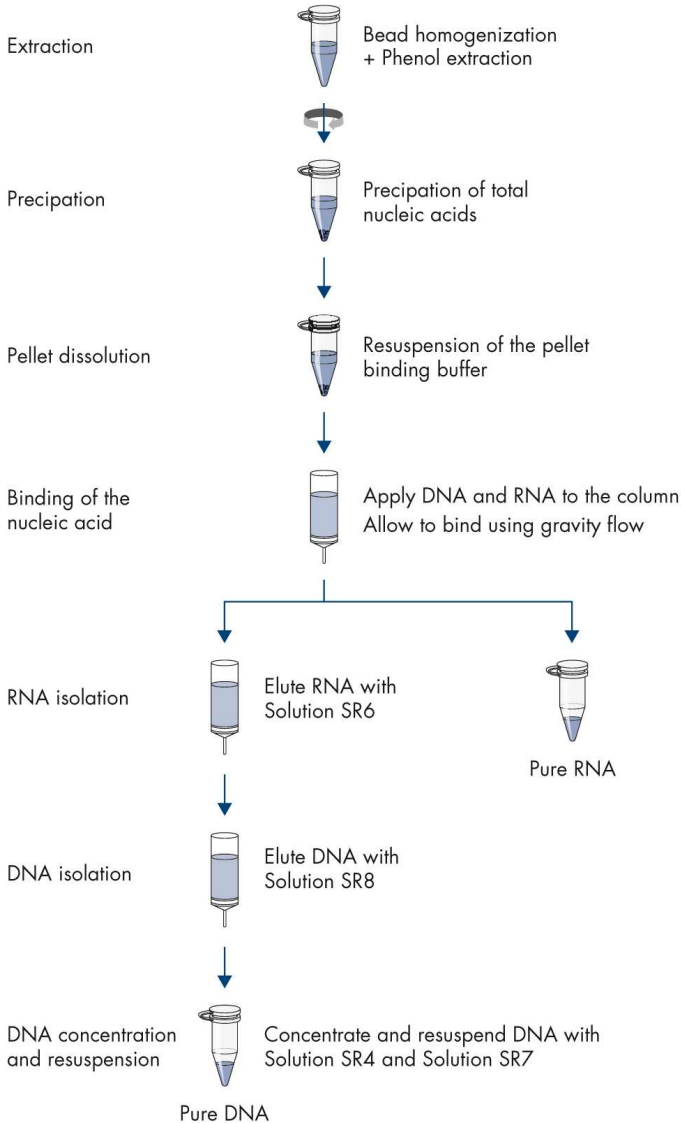 Extraction
Bead homogenization
+ Phenol extraction
Precipation
Precipation of total
nucleic acids
Pellet dissolution
Resuspension of the pellet
binding buffer
Binding of the
nucleic acid
Apply DNA and RNA to the column
Allow to bind using gravity flow
RNA isolation
Elute RNA with
Solution SR6
Pure RNA
DNA isolation
Elute DNA with
Solution SR8
DNA concentration
and resuspension
Concentrate and resuspend DNA with
Solution SR4 and Solution SR7
Pure DNA